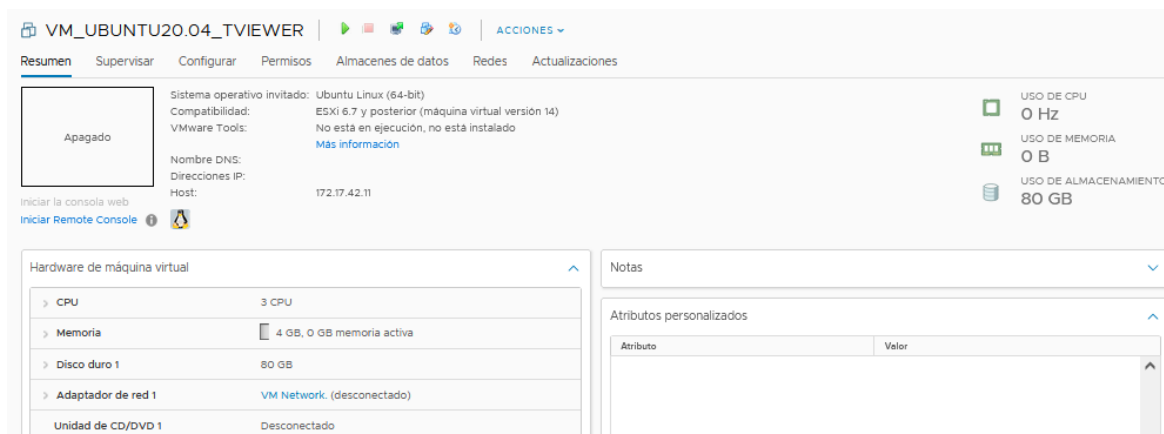 VM_UBUNTU20.04_TVIEWER
ACCIONES
Resumen Supervisar Configurar Permisos Almacenes de datos Redes Actualizaciones
Apagado
Iniciar la consola web
Iniciar Remote Console
Sistema operativo invitado: Ubuntu Linux (64-bit)
Compatibilidad: ESXi 6.7 y posterior (máquina virtual versión 14)
VMware Tools: No está en ejecución, no está instalado
Más información
Nombre DNS:
Direcciones IP:
Host: 172.17.42.11
USO DE CPU
0 Hz
USO DE MEMORIA
0 B
USO DE ALMACENAMIENTO
80 GB
Hardware de máquina virtual
CPU 3 CPU
Memoria 4 GB, 0 GB memoria activa
Disco duro 1 80 GB
Adaptador de red 1 VM Network. (desconectado)
Unidad de CD/DVD 1 Desconectado
Notas
Atributos personalizados
Atributo Valor